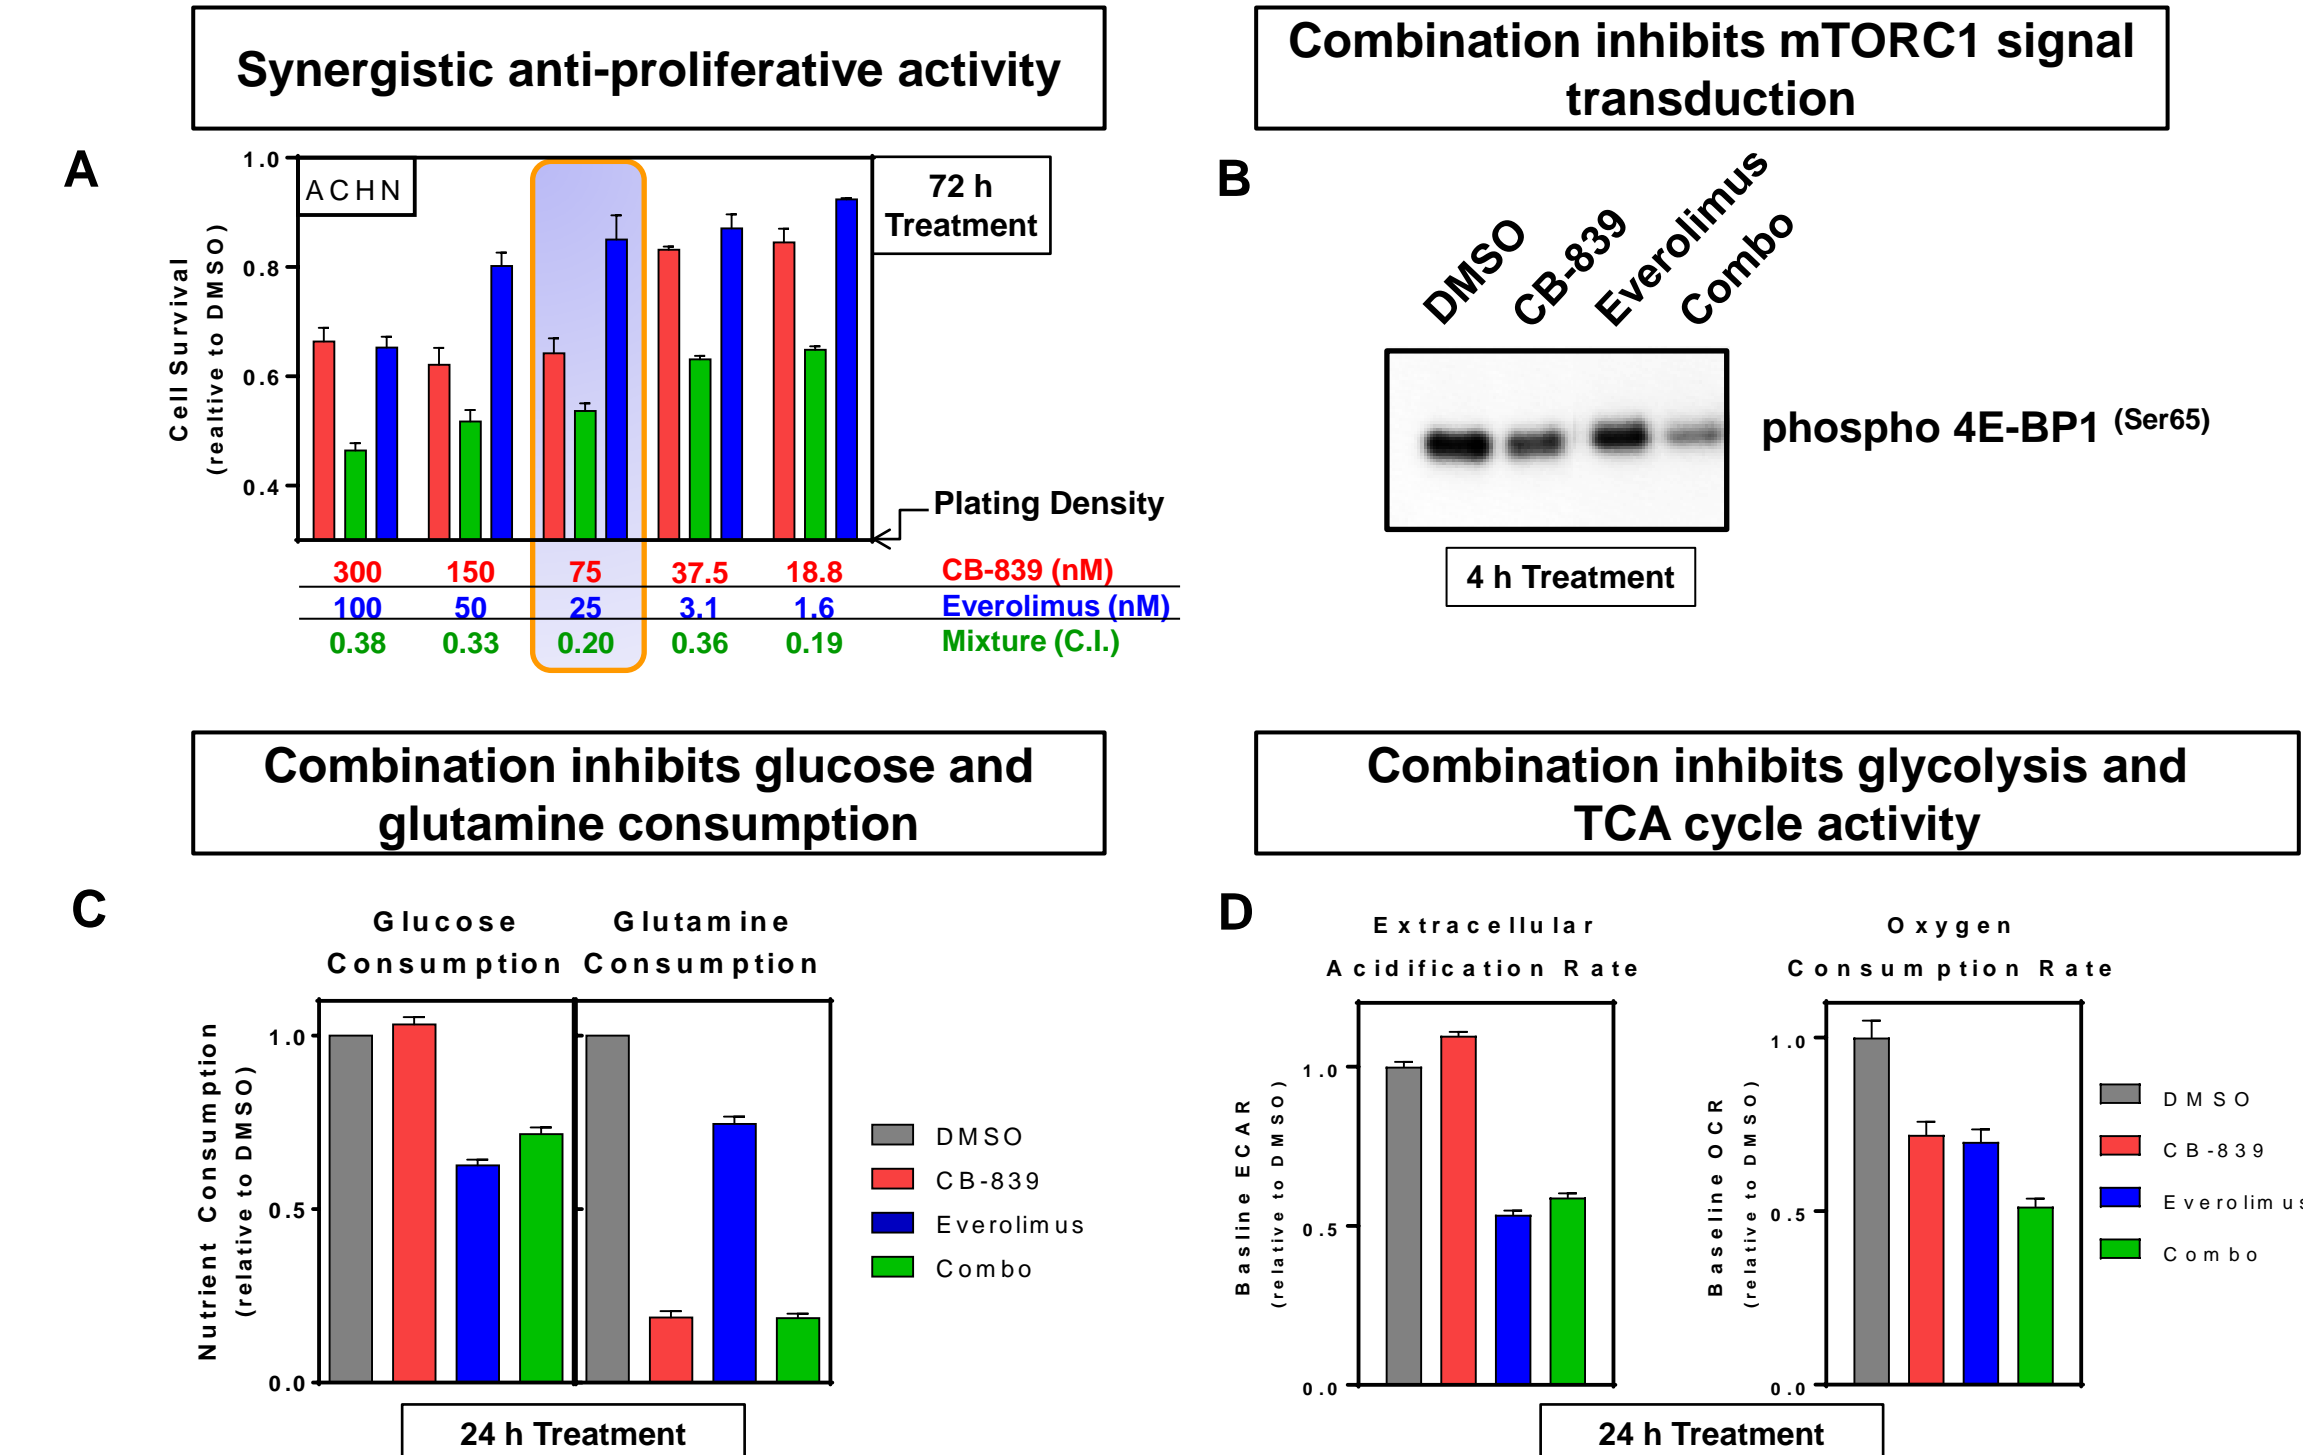 Synergistic anti-proliferative activity
A
1.0
0.8
0.6
0.4
Cell Survival
(realtive to DMSO)
ACHN
72 h
Treatment
Plating Density
300 150 75 37.5 18.8 CB-839 (nM)
100 50 25 3.1 1.6 Everolimus (nM)
0.38 0.33 0.20 0.36 0.19 Mixture (C.I.)
Combination inhibits mTORC1 signal
transduction
B
DMSO
CB-839
Everolimus
Combo
phospho 4E-BP1 (Ser65)
4 h Treatment
Combination inhibits glucose and
glutamine consumption
C
Glucose
Consumption
Glutamine
Consumption
Nutrient Consumption
(relative to DMSO)
1.0
0.5
0.0
DMSO
CB-839
Everolimus
Combo
24 h Treatment
Combination inhibits glycolysis and
TCA cycle activity
D
Extracellular
Acidification Rate
Basline ECAR
(relative to DMSO)
1.0
0.5
0.0
Oxygen
Consumption Rate
Baseline OCR
(relative to DMSO)
1.0
0.5
0.0
DMSO
CB-839
Everolimus
Combo
24 h Treatment